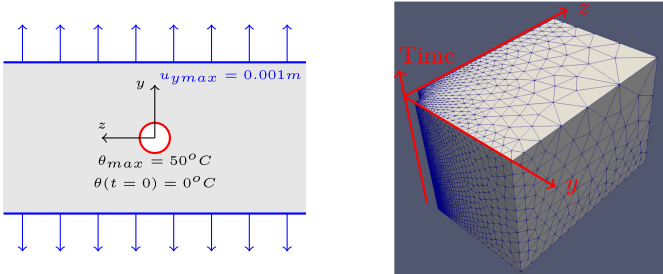 u_{ymax} = 0.001m
y
z
θ_{max} = 50°C
θ(t = 0) = 0°C
z
Time
y